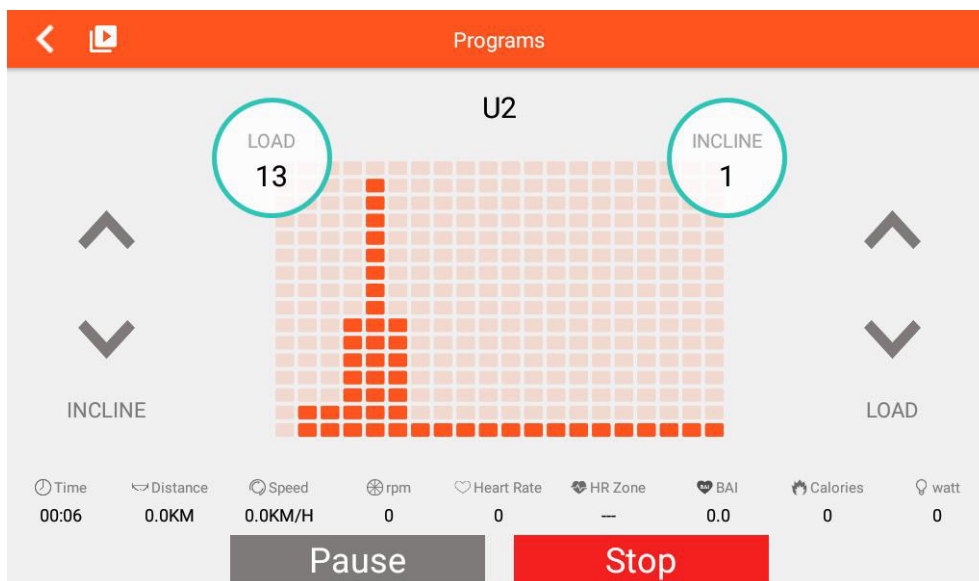 Programs
U2
LOAD
13
INCLINE
1
INCLINE
LOAD
Time Distance Speed rpm Heart Rate HR Zone BAI Calories watt
00:06 0.0KM 0.0KM/H 0 0 --- 0.0 0 0
Pause Stop